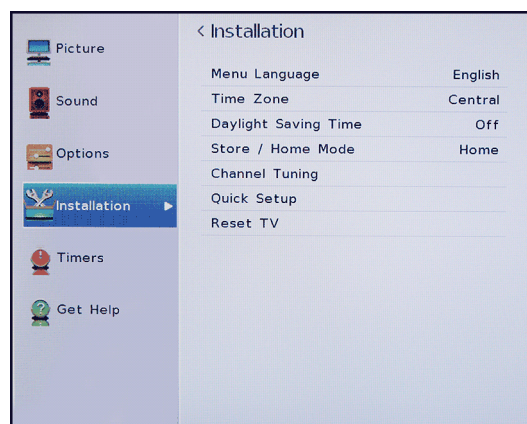 Picture
Sound
Options
Installation
Timers
Get Help
< Installation
Menu Language English
Time Zone Central
Daylight Saving Time Off
Store / Home Mode Home
Channel Tuning
Quick Setup
Reset TV